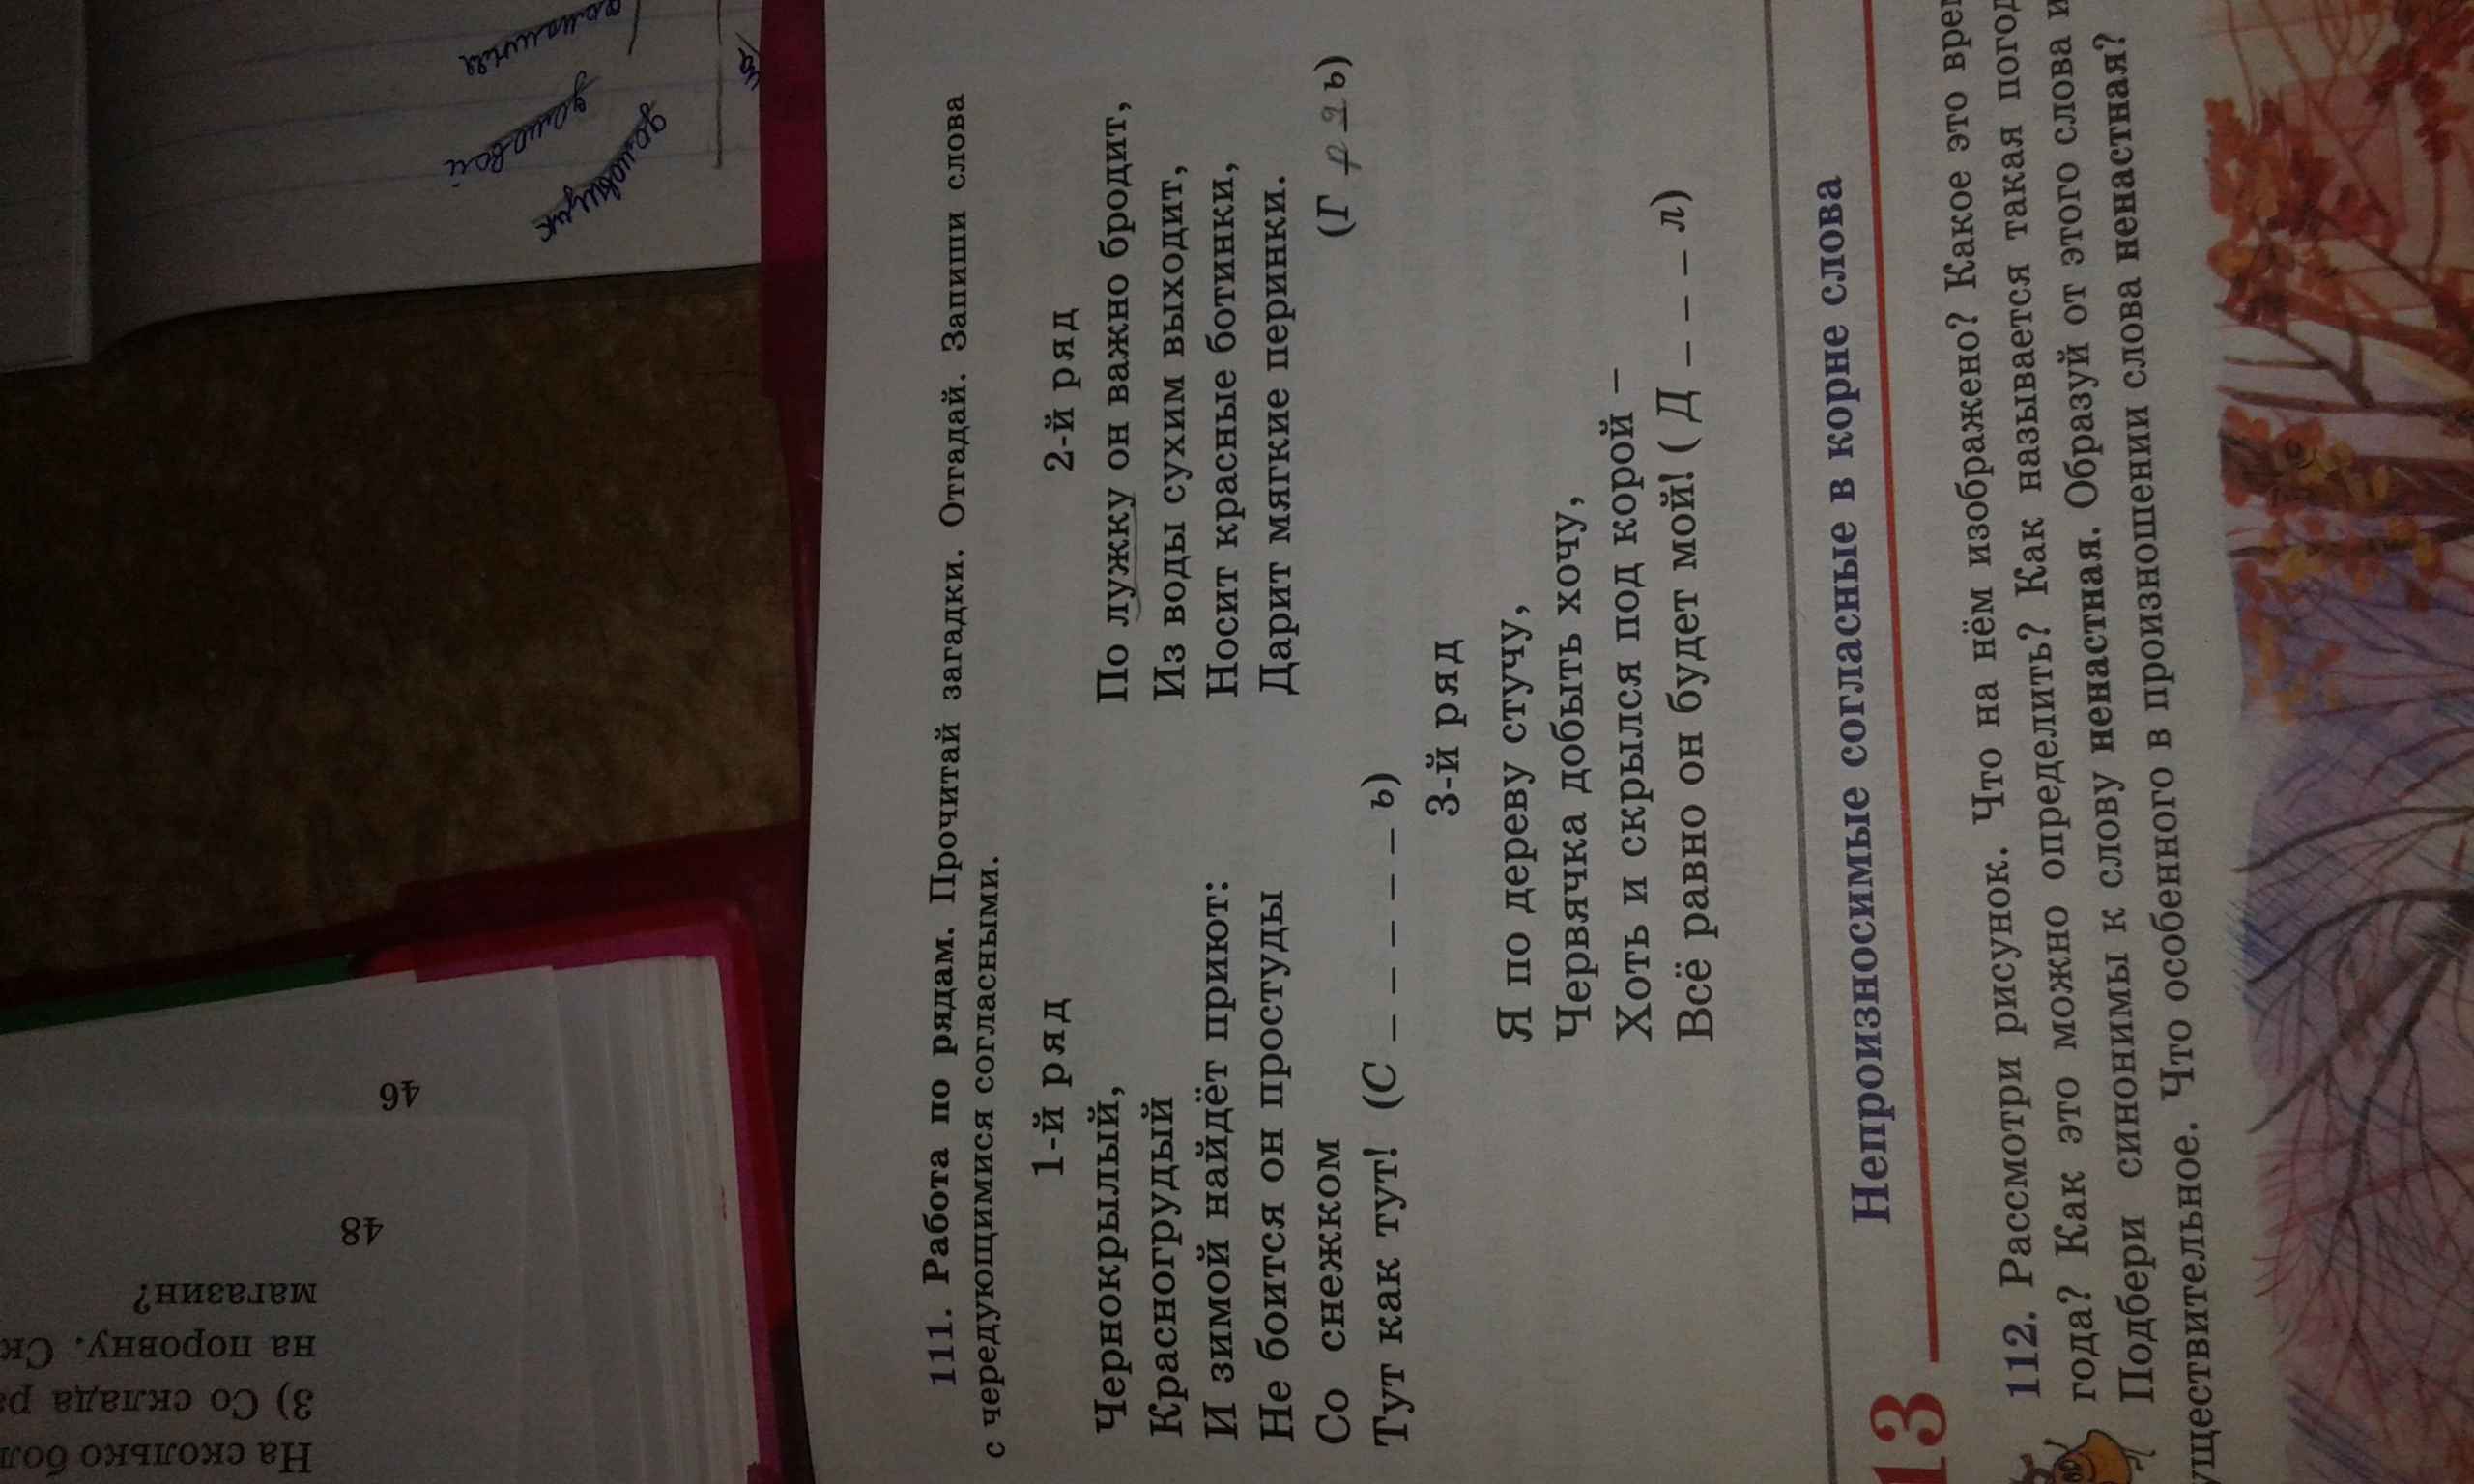 111. Работа по рядам. Прочитай загадки. Отгадай. Запиши слова
с чередующимися согласными.
1-й ряд
Чернокрылый,
Красногрудый
И зимой найдёт приют:
Не боится он простуды
Со снежком
Тут как тут! (С _ _ _ _ _ ь)
2-й ряд
По лужку он важно бродит,
Из воды сухим выходит,
Носит красные ботинки,
Дарит мягкие перинки.
(Г _ _ ь)
3-й ряд
Я по дереву стучу,
Червячка добыть хочу,
Хоть и скрылся под корой –
Всё равно он будет мой! (Д _ _ _ л)
13
Непроизносимые согласные в корне слова
112. Рассмотри рисунок. Что на нём изображено? Какое это
года? Как это можно определить? Как называется такая
Подбери синонимы к слову ненастная. Образуй от этого слова
Что особенного в произношении слова ненастная?
46
48
На сколько
3) Со склада
на поровну.
магазин?
домовой
домовищик